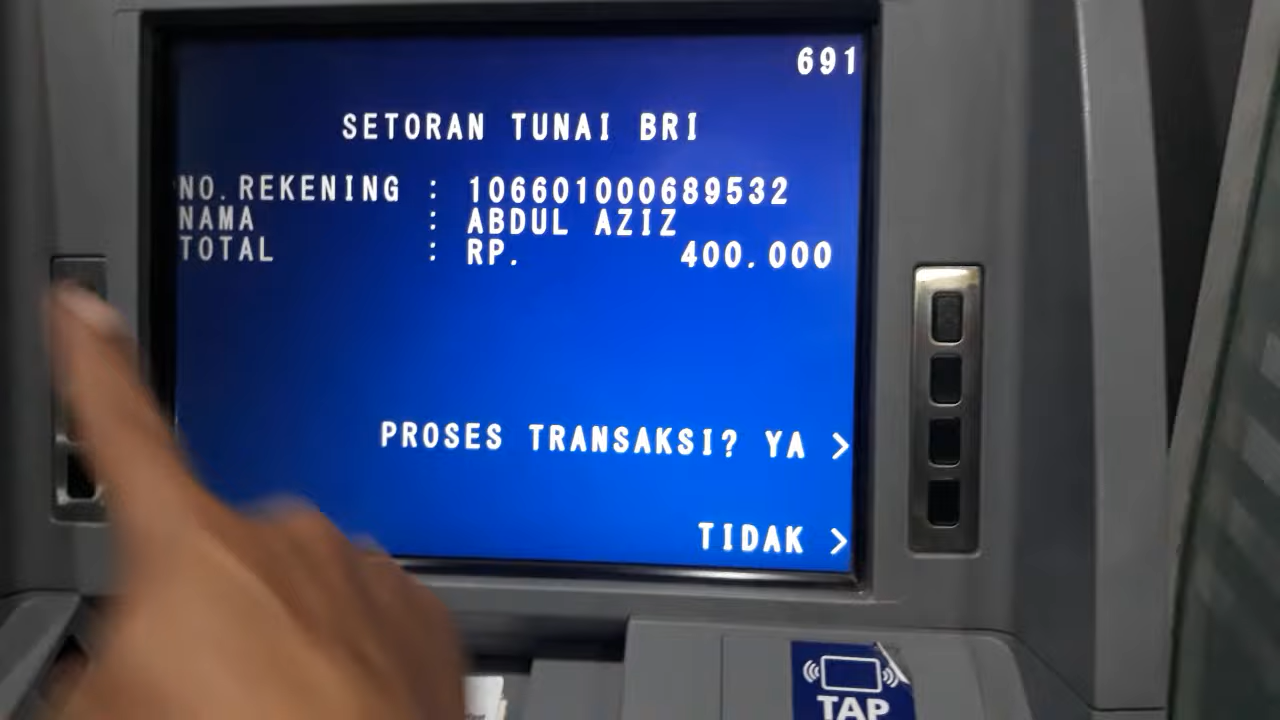 691
SETORAN TUNAI BRI
NO.REKENING : 106601000689532
NAMA : ABDUL AZIZ
TOTAL : RP. 400.000
PROSES TRANSAKSI? YA >
TIDAK >
TAP